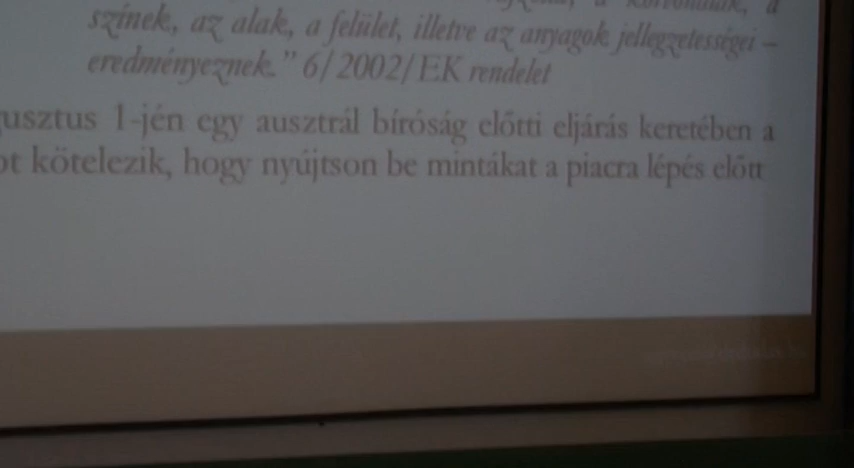 a körvonalak, a
színek, az alak, a felület, illetve az anyagok jellegzetességei –
eredményeznek." 6/2002/EK rendelet
usztus 1-jén egy ausztrál bíróság előtti eljárás keretében a
ot kötelezik, hogy nyújtson be mintákat a piacra lépés előtt